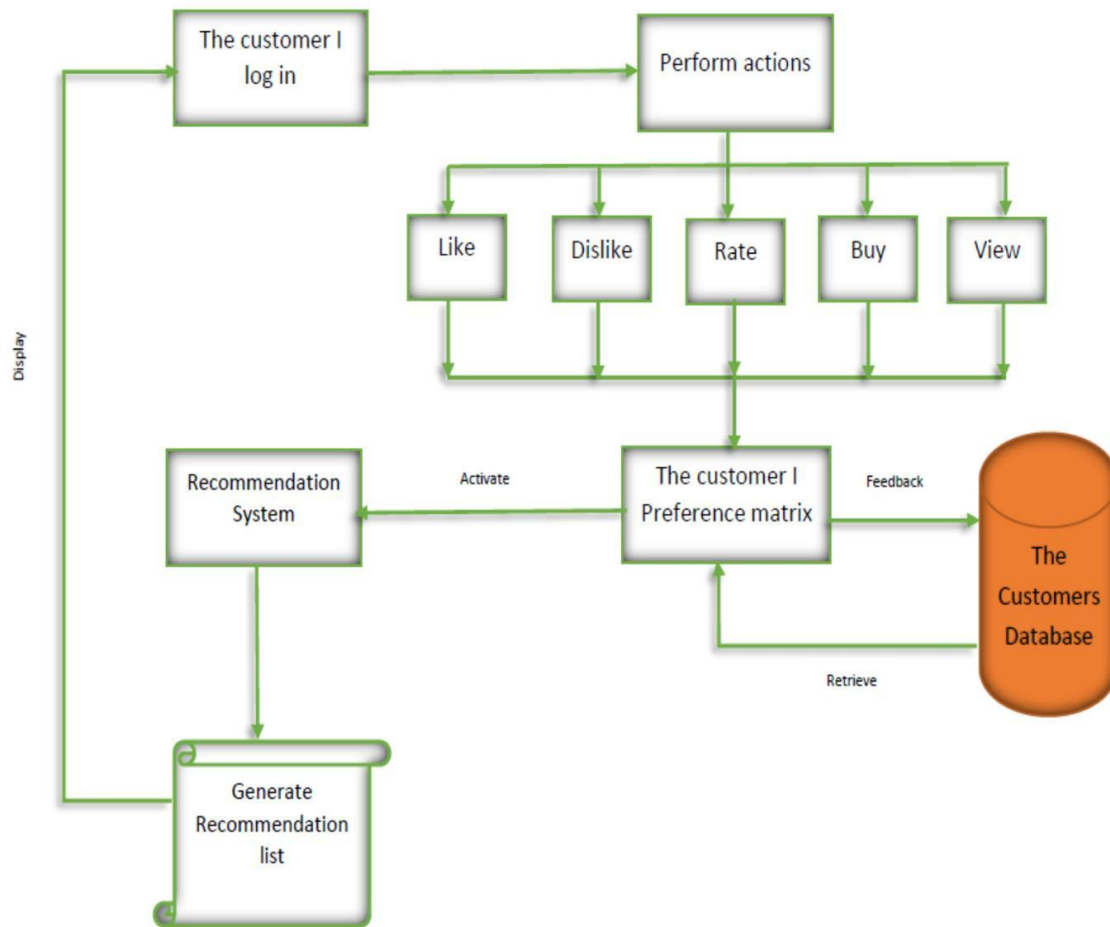 The customer I
log in
Perform actions
Like
Dislike
Rate
Buy
View
Display
Recommendation
System
Activate
The customer I
Preference matrix
Feedback
The
Customers
Database
Retrieve
Generate
Recommendation
list